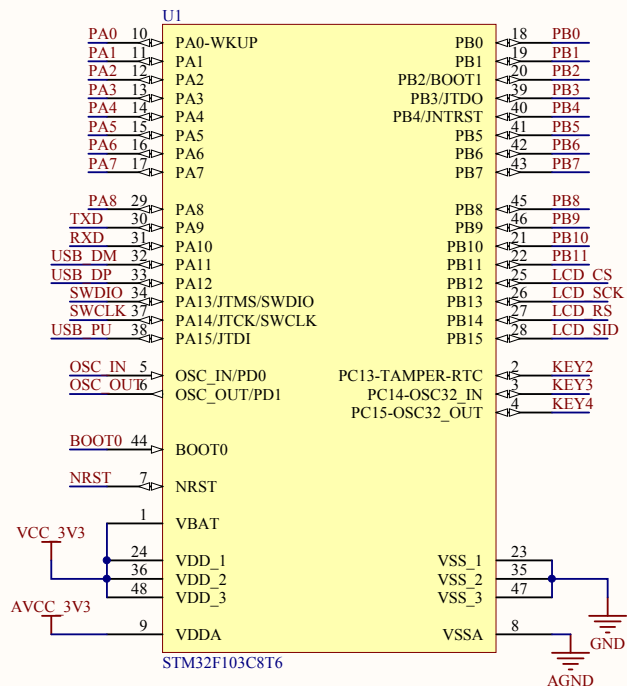 U1
PA0 10 PA0-WKUP PB0 18 PB0
PA1 11 PA1 PB1 19 PB1
PA2 12 PA2 PB2/BOOT1 20 PB2
PA3 13 PA3 PB3/JTDO 39 PB3
PA4 14 PA4 PB4/JNTRST 40 PB4
PA5 15 PA5 PB5 41 PB5
PA6 16 PA6 PB6 42 PB6
PA7 17 PA7 PB7 43 PB7
PA8 29 PA8 PB8 45 PB8
TXD 30 PA9 PB9 46 PB9
RXD 31 PA10 PB10 21 PB10
USB_DM 32 PA11 PB11 22 PB11
USB_DP 33 PA12 PB12 25 LCD_CS
SWDIO 34 PA13/JTMS/SWDIO PB13 26 LCD_SCK
SWCLK 37 PA14/JTCK/SWCLK PB14 27 LCD_RS
USB_PU 38 PA15/JTDI PB15 28 LCD_SID
OSC_IN 5 OSC_IN/PD0 PC13-TAMPER-RTC 2 KEY2
OSC_OUT 6 OSC_OUT/PD1 PC14-OSC32_IN 3 KEY3
PC15-OSC32_OUT 4 KEY4
BOOT0 44 BOOT0
NRST 7 NRST
1 VBAT
VCC_3V3
24 VDD_1 VSS_1 23
36 VDD_2 VSS_2 35
48 VDD_3 VSS_3 47
AVCC_3V3
9 VDDA VSSA 8
GND
STM32F103C8T6
AGND